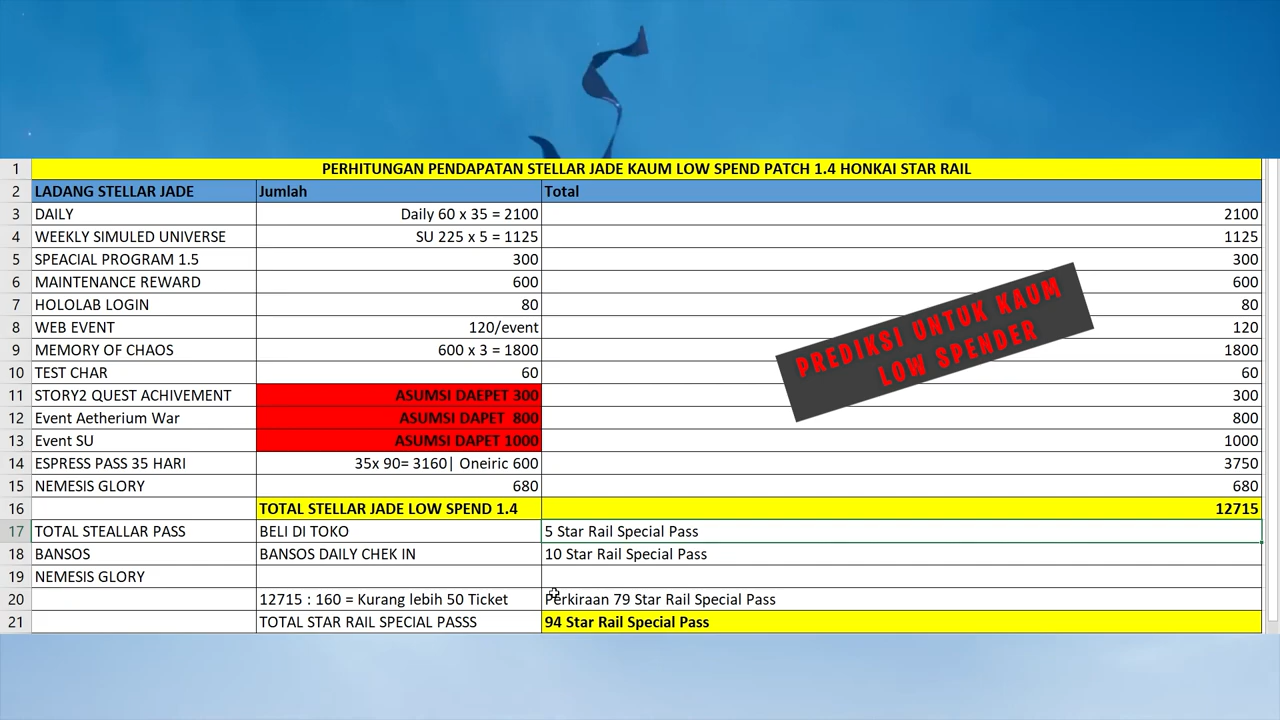 1 PERHITUNGAN PENDAPATAN STELLAR JADE KAUM LOW SPEND PATCH 1.4 HONKAI STAR RAIL
2 LADANG STELLAR JADE Jumlah Total
3 DAILY Daily 60 x 35 = 2100 2100
4 WEEKLY SIMULED UNIVERSE SU 225 x 5 = 1125 1125
5 SPEACIAL PROGRAM 1.5 300 300
6 MAINTENANCE REWARD 600 600
7 HOLOLAB LOGIN 80 80
8 WEB EVENT 120/event 120
9 MEMORY OF CHAOS 600 x 3 = 1800 1800
10 TEST CHAR 60 60
11 STORY2 QUEST ACHIVEMENT ASUMSI DAEPET 300 300
12 Event Aetherium War ASUMSI DAPET  800 800
13 Event SU ASUMSI DAPET 1000 1000
14 ESPRESS PASS 35 HARI 35x 90= 3160| Oneiric 600 3750
15 NEMESIS GLORY 680 680
16 TOTAL STELLAR JADE LOW SPEND 1.4 12715
17 TOTAL STEALLAR PASS BELI DI TOKO 5 Star Rail Special Pass
18 BANSOS BANSOS DAILY CHEK IN 10 Star Rail Special Pass
19 NEMESIS GLORY
20 12715 : 160 = Kurang lebih 50 Ticket Perkiraan 79 Star Rail Special Pass
21 TOTAL STAR RAIL SPECIAL PASSS 94 Star Rail Special Pass
PREDIKSI UNTUK KAUM
LOW SPENDER